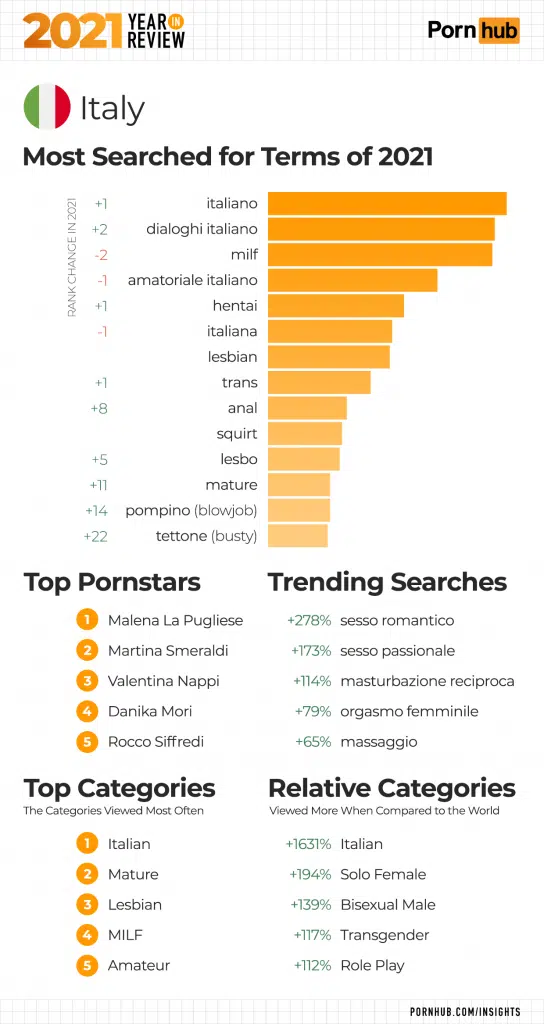 2021 YEAR IN REVIEW
Pornhub
Italy
Most Searched for Terms of 2021
RANK CHANGE IN 2021
+1 italiano
+2 dialoghi italiano
-2 milf
-1 amatoriale italiano
+1 hentai
-1 italiana
lesbian
+1 trans
+8 anal
squirt
+5 lesbo
+11 mature
+14 pompino (blowjob)
+22 tettone (busty)
Top Pornstars
1 Malena La Pugliese
2 Martina Smeraldi
3 Valentina Nappi
4 Danika Mori
5 Rocco Siffredi
Trending Searches
+278% sesso romantico
+173% sesso passionale
+114% masturbazione reciproca
+79% orgasmo femminile
+65% massaggio
Top Categories
The Categories Viewed Most Often
1 Italian
2 Mature
3 Lesbian
4 MILF
5 Amateur
Relative Categories
Viewed More When Compared to the World
+1631% Italian
+194% Solo Female
+139% Bisexual Male
+117% Transgender
+112% Role Play
PORNHUB.COM/INSIGHTS